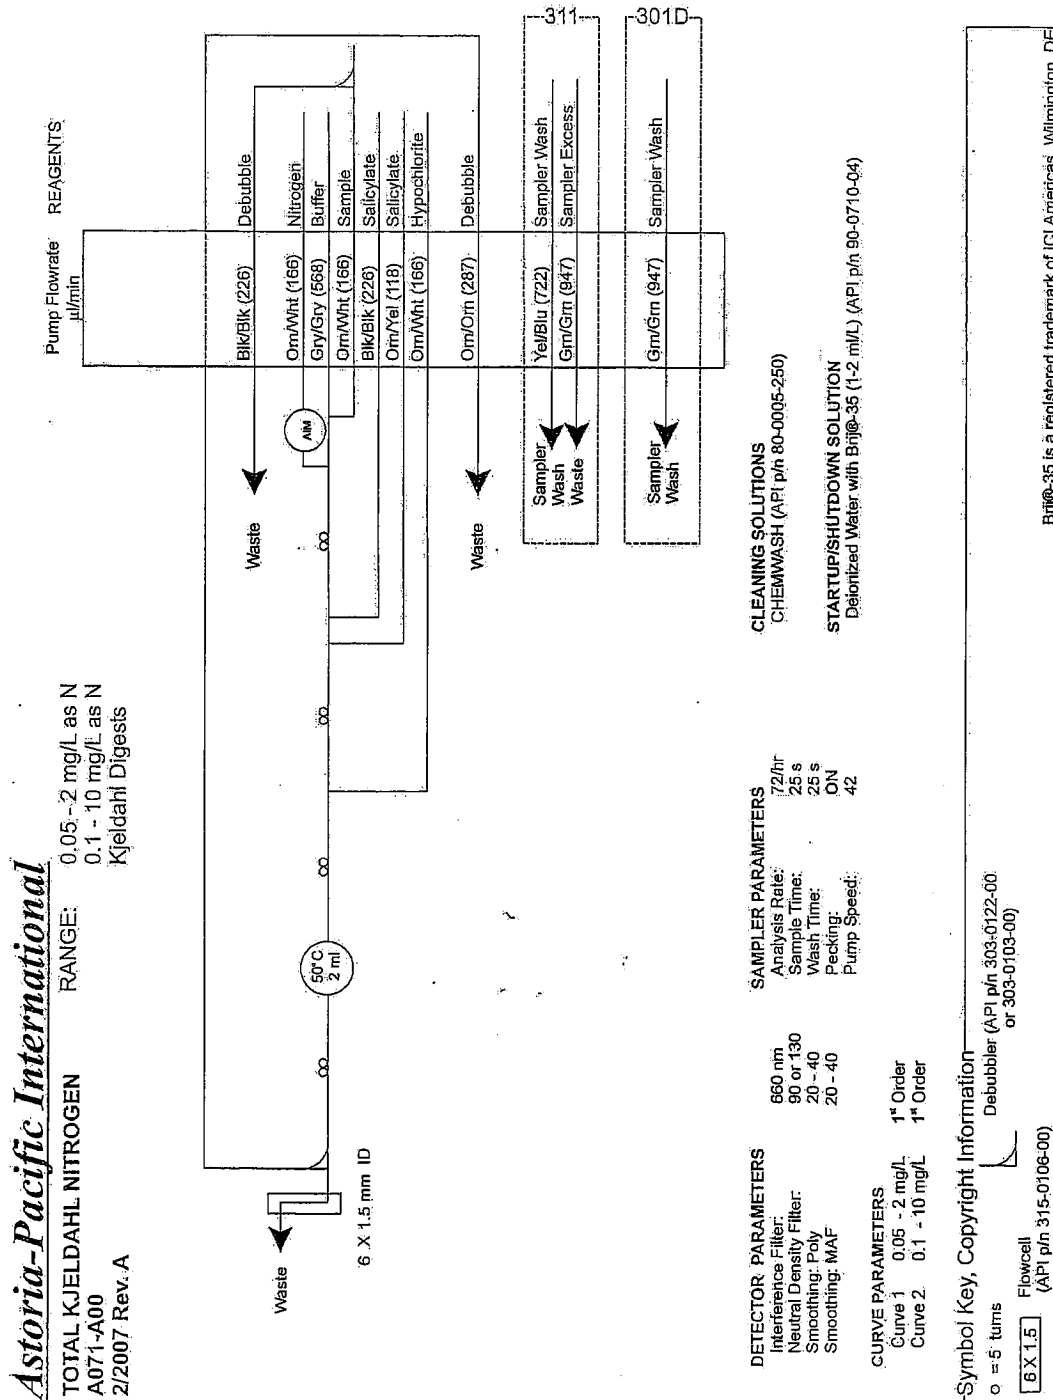 Astoria-Pacific International
TOTAL KJELDAHL NITROGEN
A071-A00
2/2007 Rev. A
RANGE:
0.05 - 2 mg/L as N
0.1 - 10 mg/L as N
Kjeldahl Digests
Pump Flowrate
µl/min
REAGENTS
Blk/Blk (226) Debubble
Orn/Wht (166) Nitrogen
Gry/Gry (568) Buffer
Orn/Wht (166) Sample
Blk/Blk (226) Salicylate
Orn/Yel (118) Salicylate
Orn/Wht (166) Hypochlorite
Orn/Orn (287) Debubble
311
Yel/Blu (722) Sampler Wash
Grn/Grn (947) Sampler Excess
301D
Grn/Grn (947) Sampler Wash
AIM
Waste
Waste
Sampler
Wash
Waste
Sampler
Wash
50°C
2 ml
Waste
6 X 1.5 mm ID
DETECTOR PARAMETERS
Interference Filter: 660 nm
Neutral Density Filter: 90 or 130
Smoothing: Poly 20 - 40
Smoothing: MAF 20 - 40
CURVE PARAMETERS
Curve 1 0.05 - 2 mg/L 1st Order
Curve 2 0.1 - 10 mg/L 1st Order
SAMPLER PARAMETERS
Analysis Rate: 72/hr
Sample Time: 25 s
Wash Time: 25 s
Pecking: ON
Pump Speed: 42
CLEANING SOLUTIONS
CHEMWASH (API p/n 80-0005-250)
STARTUP/SHUTDOWN SOLUTION
Deionized Water with Brij®-35 (1-2 ml/L) (API p/n 90-0710-04)
Symbol Key, Copyright Information
o = 5 turns
Debubbler (API p/n 303-0122-00
or 303-0103-00)
6 X 1.5
Flowcell
(API p/n 315-0106-00)
Brij®-35 is a registered trademark of ICI Americas, Wilmington, DE